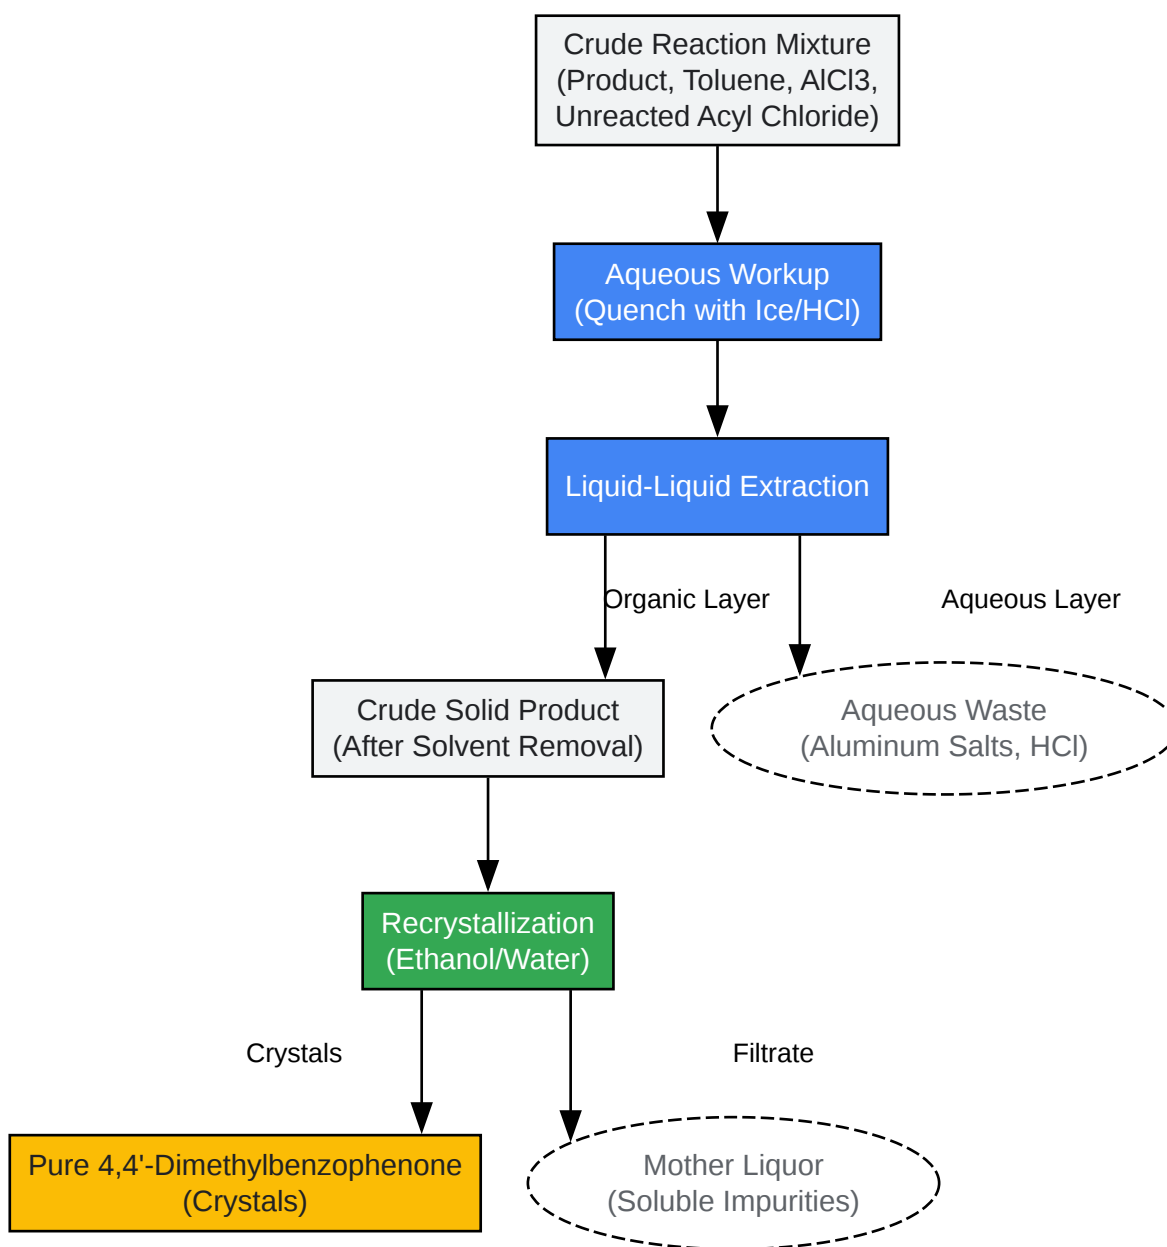 Crude Reaction Mixture
(Product, Toluene, AlCl3,
Unreacted Acyl Chloride)
Aqueous Workup
(Quench with Ice/HCl)
Liquid-Liquid Extraction
Organic Layer
Aqueous Layer
Crude Solid Product
(After Solvent Removal)
Aqueous Waste
(Aluminum Salts, HCl)
Recrystallization
(Ethanol/Water)
Crystals
Filtrate
Pure 4,4'-Dimethylbenzophenone
(Crystals)
Mother Liquor
(Soluble Impurities)